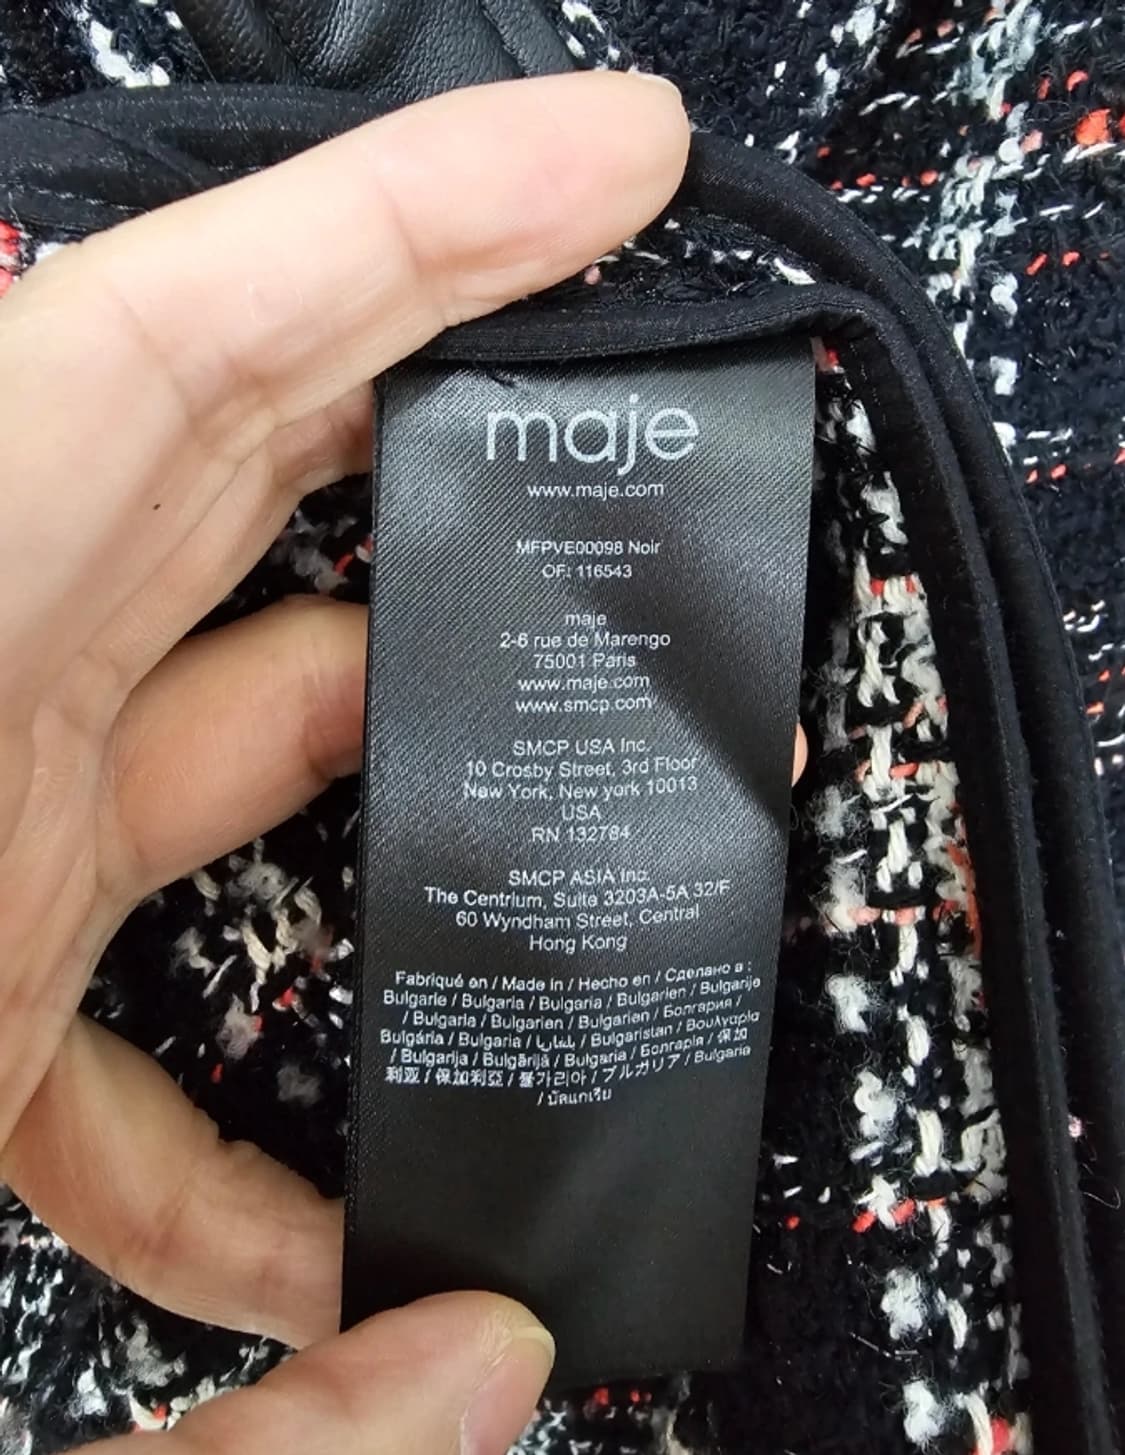 maje
www.maje.com
MFPVE00098 Noir
OF: 116543
maje
2-6 rue de Marengo
75001 Paris
www.maje.com
www.smcp.com
SMCP USA Inc.
10 Crosby Street, 3rd Floor
New York, New york 10013
USA
RN 132784
SMCP ASIA Inc.
The Centrium, Suite 3203A-5A 32/F
60 Wyndham Street, Central
Hong Kong
Fabriqué en / Made in / Hecho en / Сделано в :
Bulgarie / Bulgaria / Bulgaria / Bulgarien / Bulgarije
/ Bulgaria / Bulgarien / Bulgarien / Болгария /
Bulgária / Bulgaria / بلغاريا / Bulgaristan / Βουλγαρία
/ Bulgarija / Bulgārijā / Bulgaria / Болгарія / 保加
利亚 / 保加利亞 / 불가리아 / ブルガリア / Bulgaria
/ บัลแกเรีย